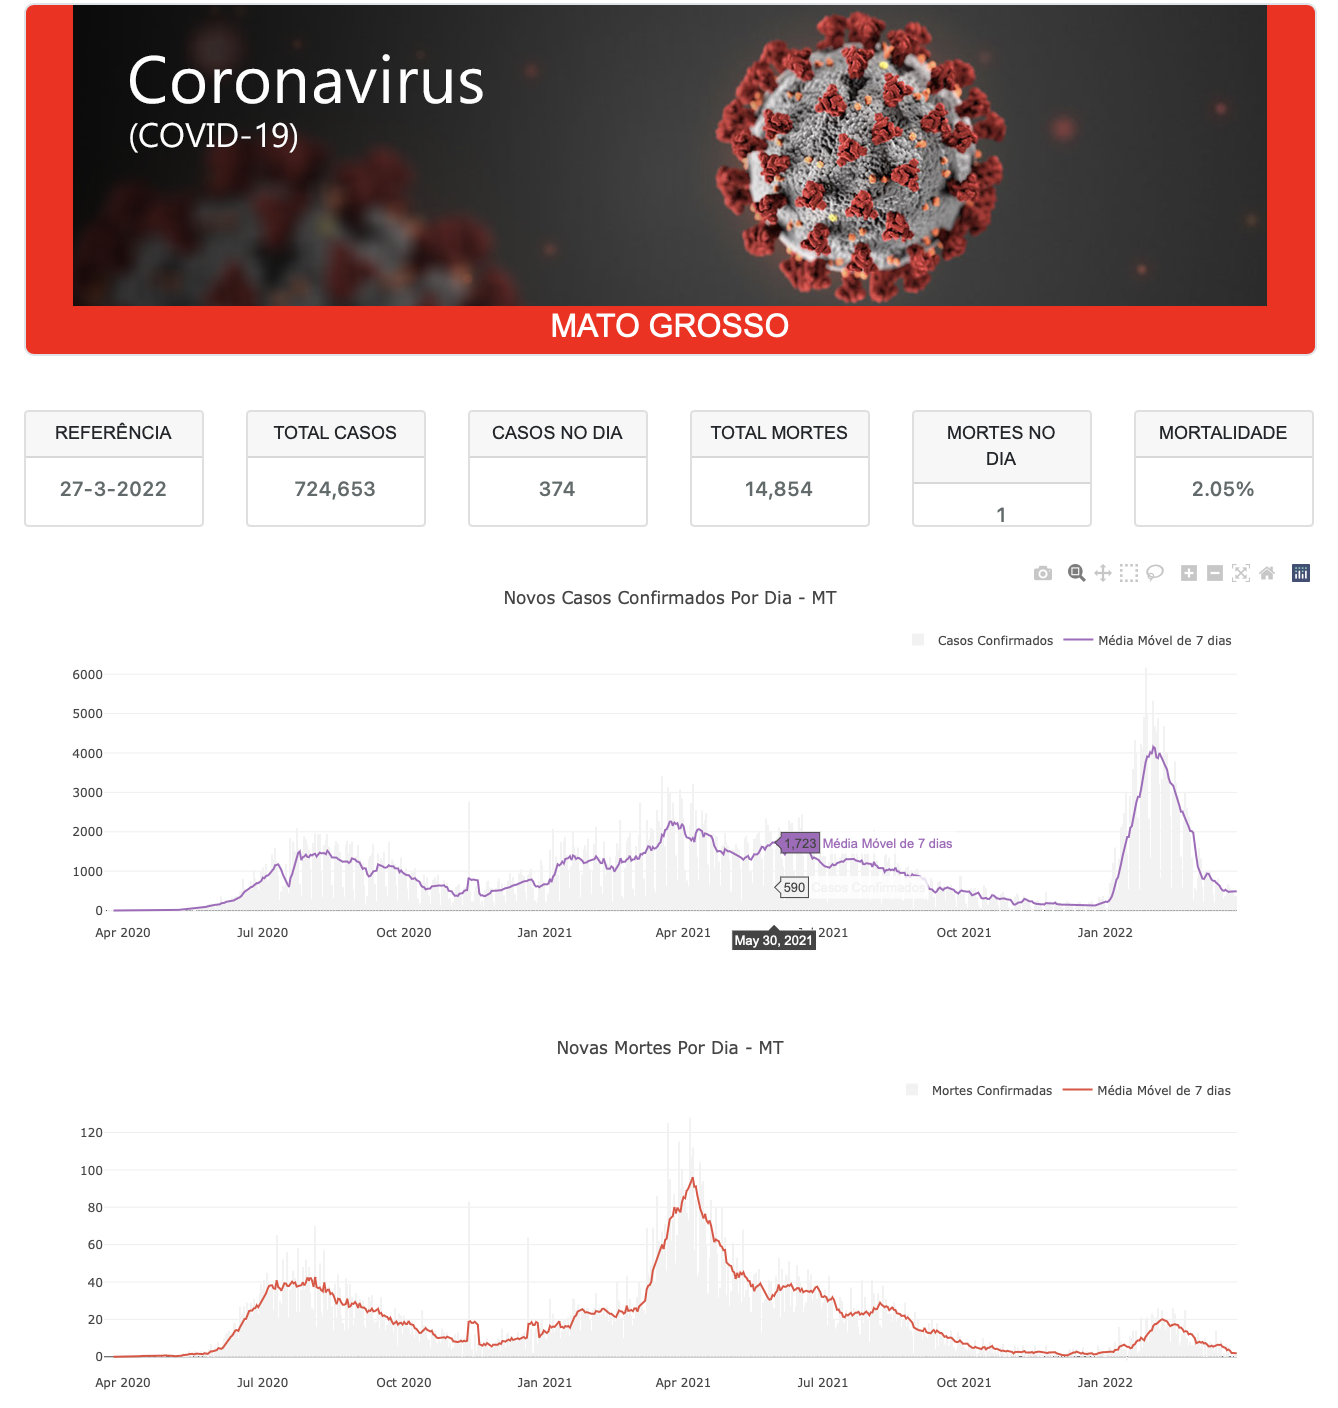 Coronavirus
(COVID-19)
MATO GROSSO
REFERÊNCIA
27-3-2022
TOTAL CASOS
724,653
CASOS NO DIA
374
TOTAL MORTES
14,854
MORTES NO
DIA
1
MORTALIDADE
2.05%
Novos Casos Confirmados Por Dia - MT
Casos Confirmados
Média Móvel de 7 dias
6000
5000
4000
3000
2000
1000
0
1,723 Média Móvel de 7 dias
590 Casos Confirmados
Apr 2020
Jul 2020
Oct 2020
Jan 2021
Apr 2021
Jul 2021
Oct 2021
Jan 2022
May 30, 2021
Novas Mortes Por Dia - MT
Mortes Confirmadas
Média Móvel de 7 dias
120
100
80
60
40
20
0
Apr 2020
Jul 2020
Oct 2020
Jan 2021
Apr 2021
Jul 2021
Oct 2021
Jan 2022